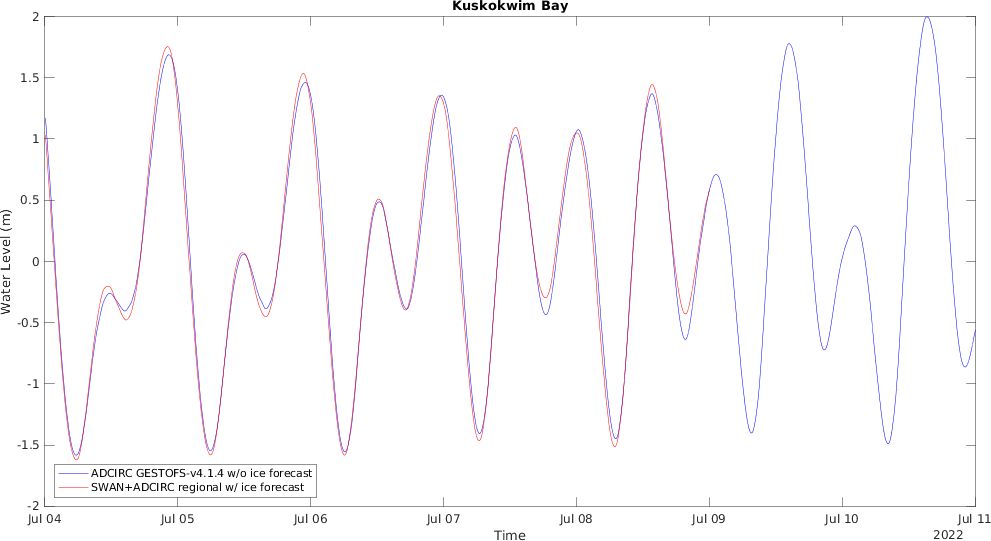 Kuskokwim Bay
2
1.5
1
0.5
0
-0.5
-1
-1.5
-2
Water Level (m)
ADCIRC GESTOFS-v4.1.4 w/o ice forecast
SWAN+ADCIRC regional w/ ice forecast
Jul 04 Jul 05 Jul 06 Jul 07 Jul 08 Jul 09 Jul 10 Jul 11
Time
2022